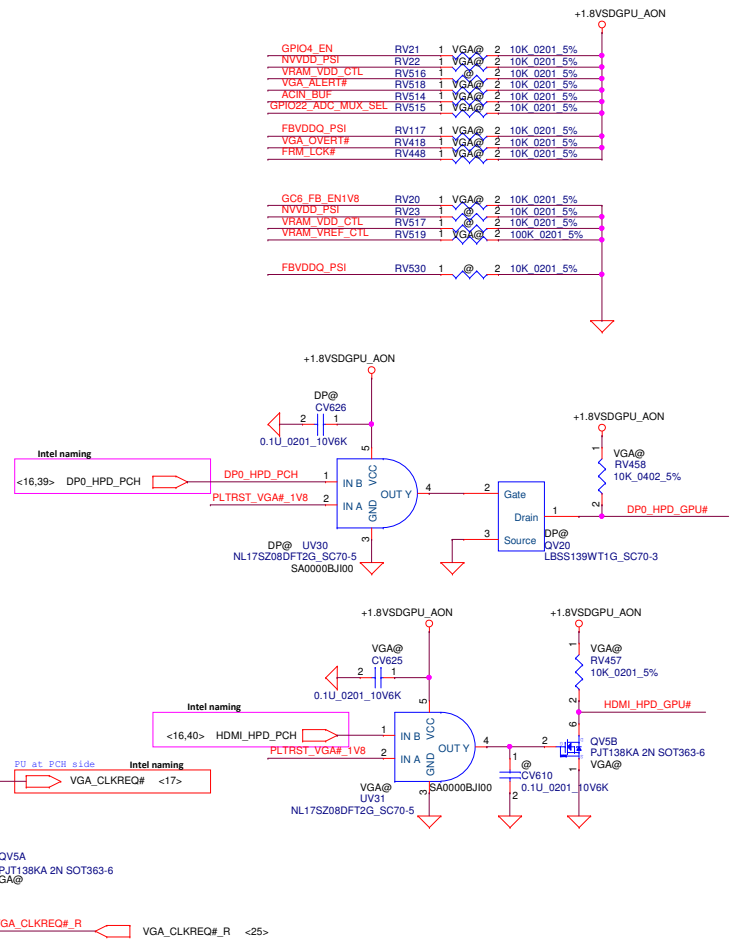 +1.8VSDGPU_AON
GPIO4_EN RV21 1 VGA@ 2 10K_0201_5%
NVVDD_PSI RV22 1 VGA@ 2 10K_0201_5%
VRAM_VDD_CTL RV516 1 @ 2 10K_0201_5%
VGA_ALERT# RV518 1 VGA@ 2 10K_0201_5%
ACIN_BUF RV514 1 VGA@ 2 10K_0201_5%
GPIO22_ADC_MUX_SEL RV515 1 VGA@ 2 10K_0201_5%
FBVDDQ_PSI RV117 1 VGA@ 2 10K_0201_5%
VGA_OVERT# RV418 1 VGA@ 2 10K_0201_5%
FRM_LCK# RV448 1 VGA@ 2 10K_0201_5%
GC6_FB_EN1V8 RV20 1 VGA@ 2 10K_0201_5%
NVVDD_PSI RV23 1 @ 2 10K_0201_5%
VRAM_VDD_CTL RV517 1 @ 2 10K_0201_5%
VRAM_VREF_CTL RV519 1 VGA@ 2 100K_0201_5%
FBVDDQ_PSI RV530 1 @ 2 10K_0201_5%
+1.8VSDGPU_AON
DP@
CV626
2 1
0.1U_0201_10V6K
+1.8VSDGPU_AON
Intel naming
<16,39> DP0_HPD_PCH
DP0_HPD_PCH 1
PLTRST_VGA#_1V8 2
5
VCC
IN B
IN A
OUT Y
GND
4
3
2 Gate
Drain 1
3 Source
1
VGA@
RV458
10K_0402_5%
2
DP0_HPD_GPU#
DP@
QV20
LBSS139WT1G_SC70-3
DP@ UV30
NL17SZ08DFT2G_SC70-5
SA0000BJI00
+1.8VSDGPU_AON
+1.8VSDGPU_AON
VGA@
CV625
2 1
0.1U_0201_10V6K
1
VGA@
RV457
10K_0201_5%
2
HDMI_HPD_GPU#
Intel naming
<16,40> HDMI_HPD_PCH
1
PLTRST_VGA#_1V8 2
5
VCC
IN B
IN A
OUT Y
GND
4
3
2
6
1
QV5B
PJT138KA 2N SOT363-6
VGA@
1
@
CV610
0.1U_0201_10V6K
2
VGA@
UV31
NL17SZ08DFT2G_SC70-5
SA0000BJI00
PU at PCH side
Intel naming
VGA_CLKREQ# <17>
QV5A
PJT138KA 2N SOT363-6
GA@
GA_CLKREQ#_R
VGA_CLKREQ#_R <25>